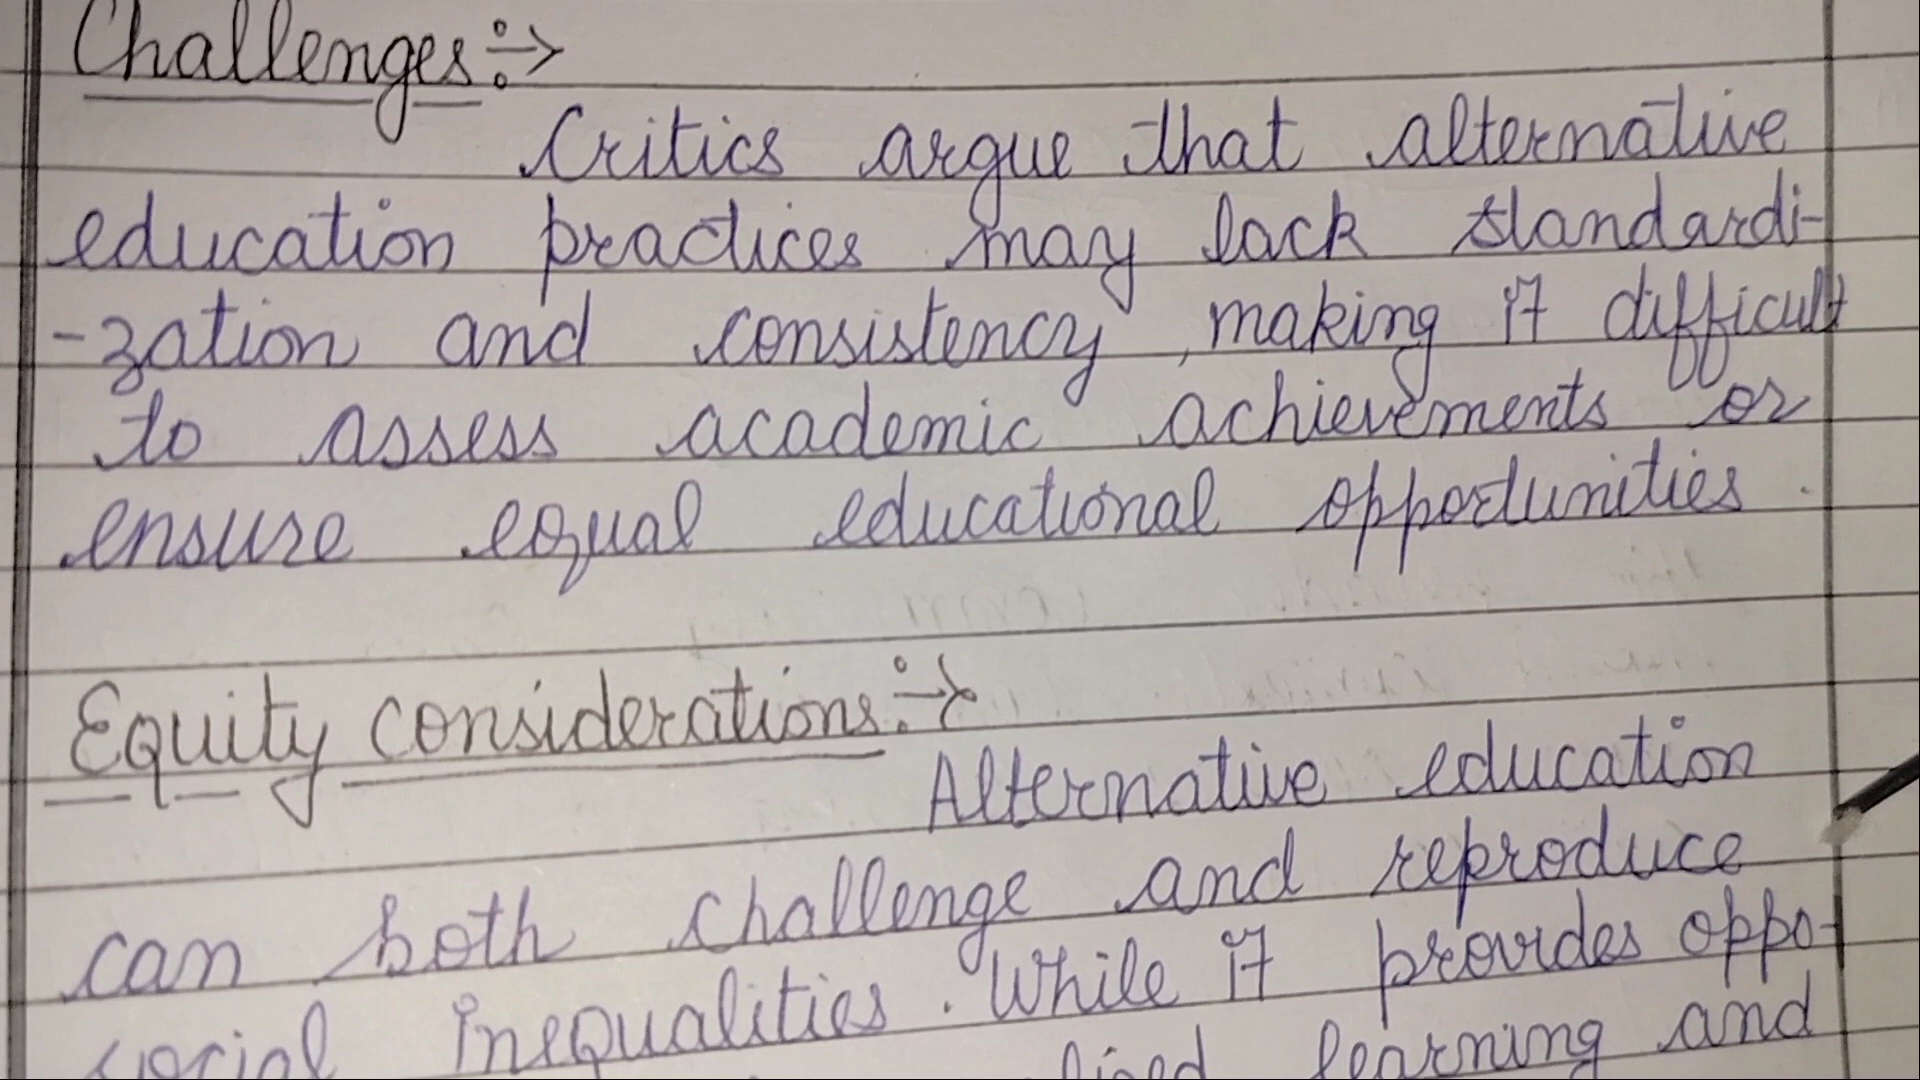 Challenges:->
Critics argue that alternative
education practices may lack standardi-
-zation and consistency, making it difficult
to assess academic achievements or
ensure equal educational opportunities.
Equity considerations:->
Alternative education
can both challenge and reproduce
social inequalities. While it provides oppo-
learning and